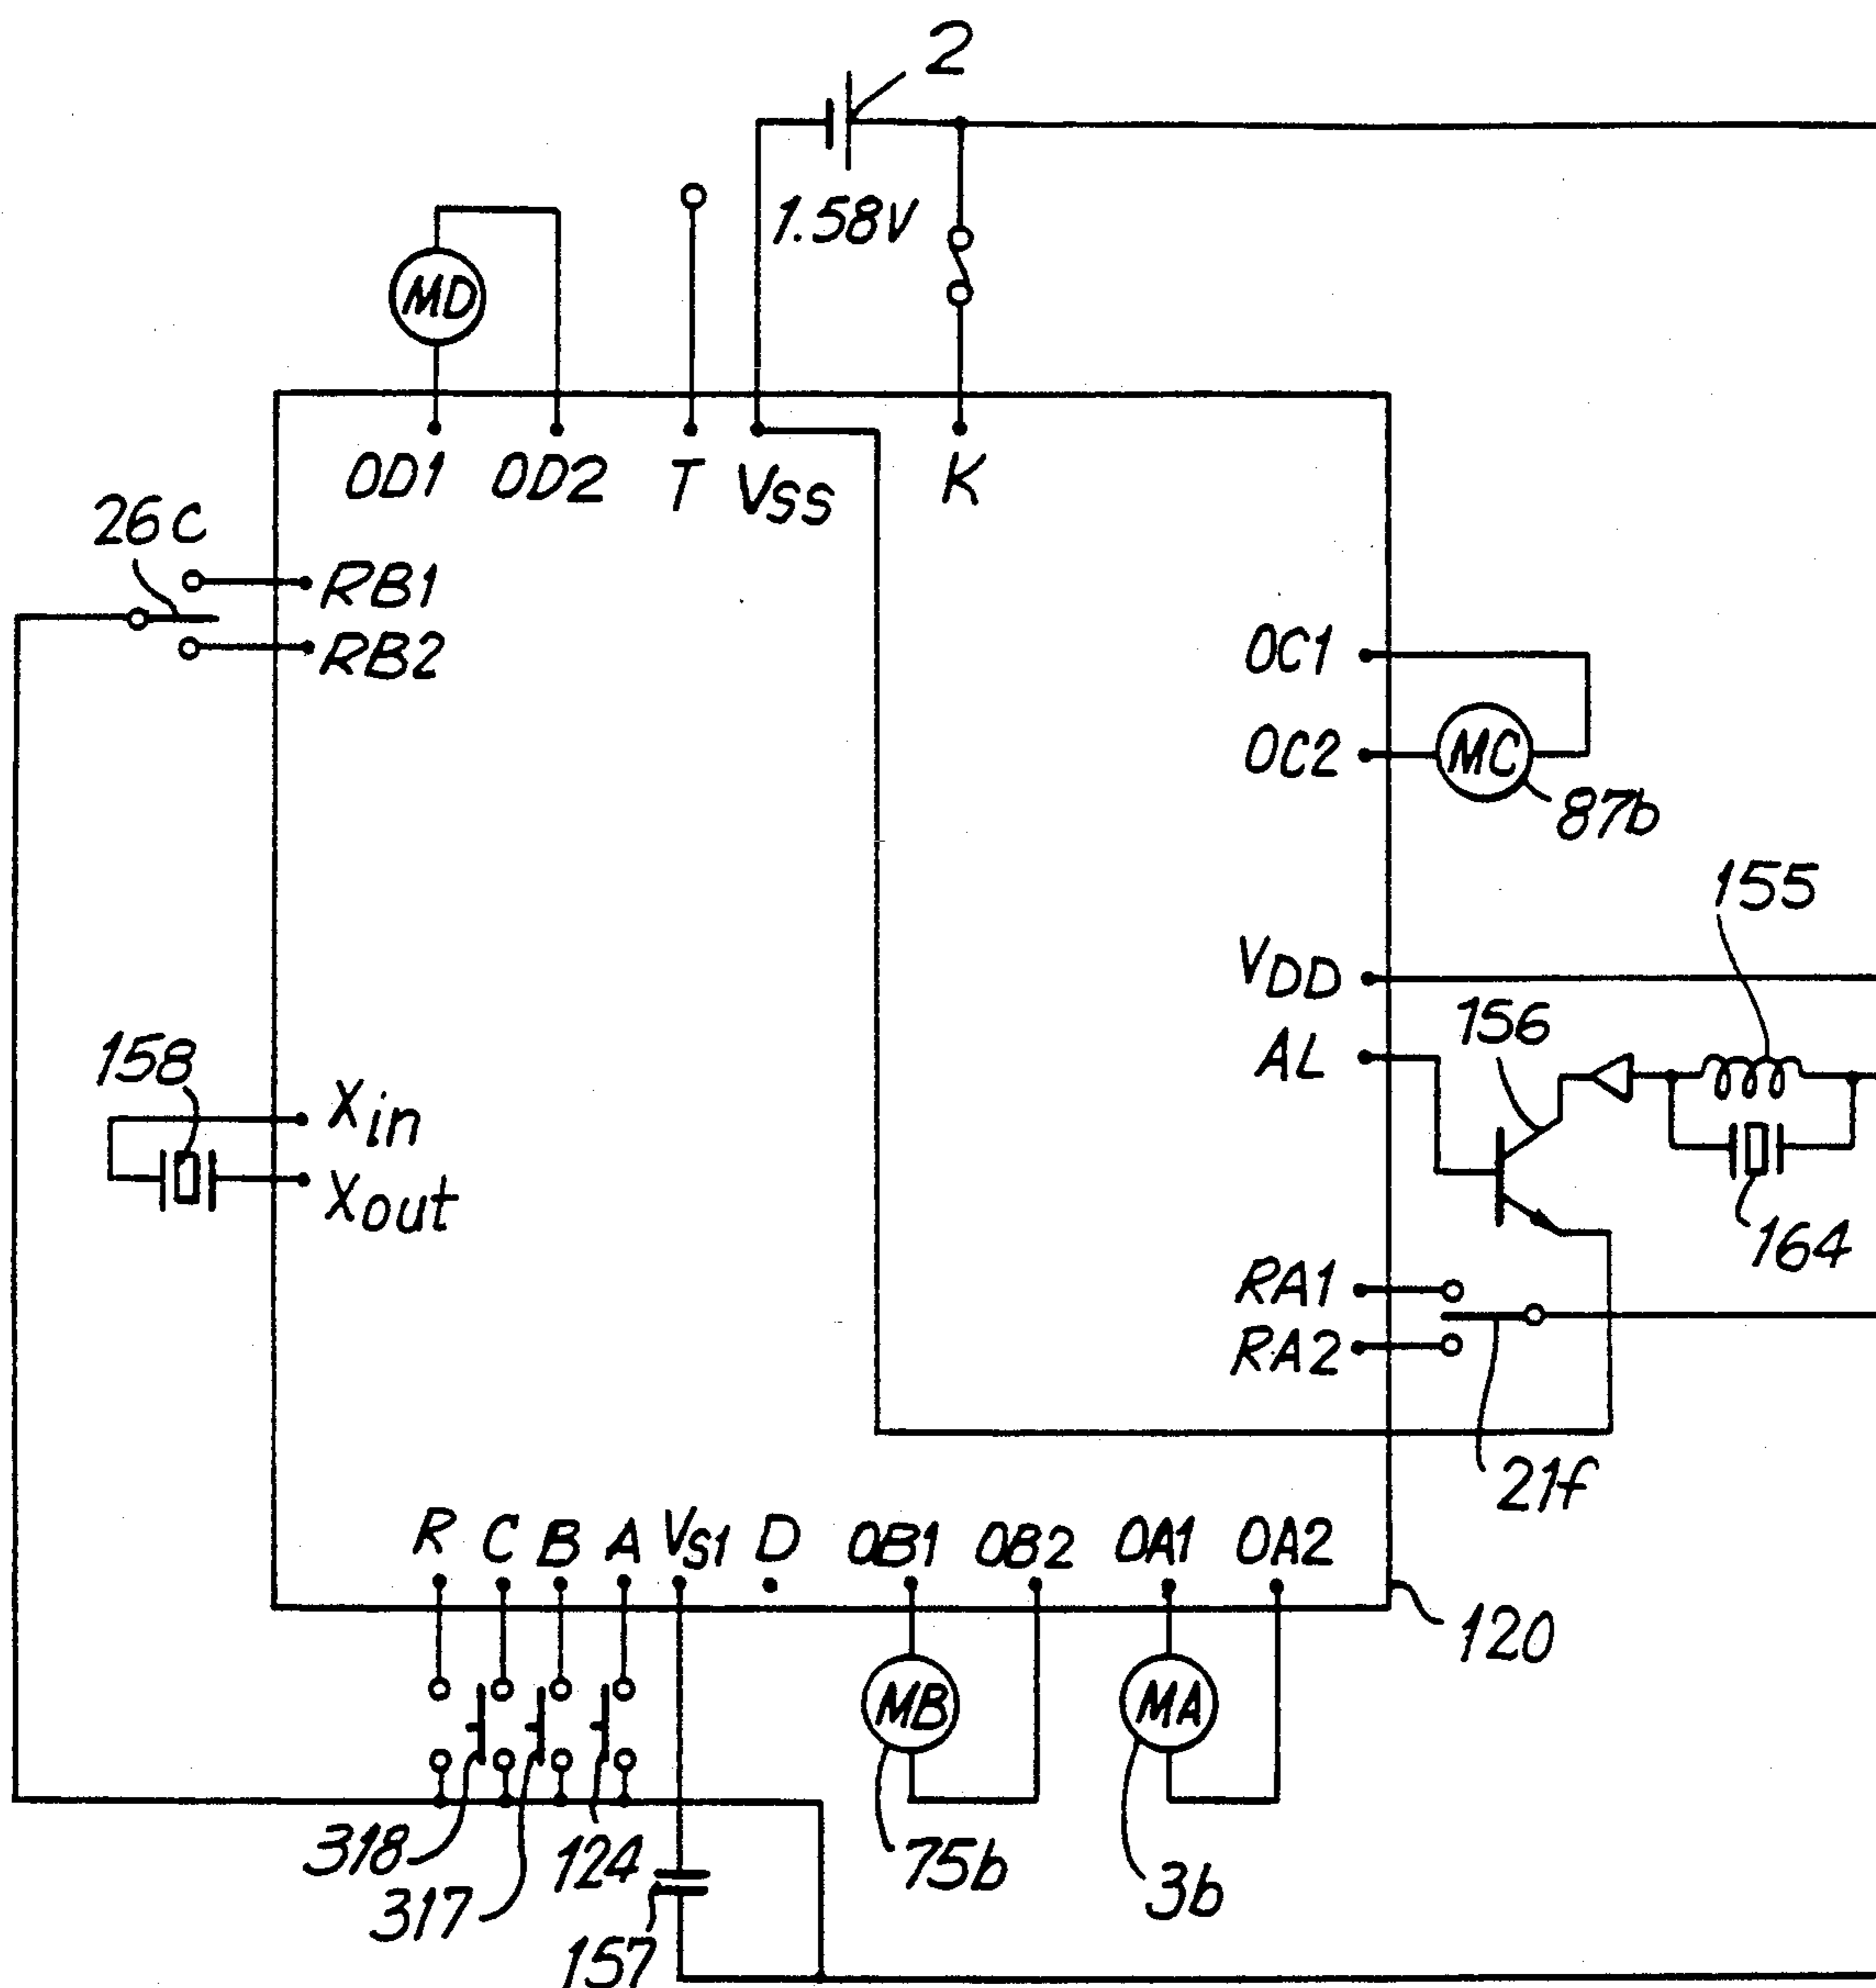 2
1.58V
MD
OD1 OD2 T VSS K
26C
RB1
RB2
OC1
OC2 MC
87b
155
VDD
156
AL
158
Xin
Xout
164
RA1
RA2
21f
R C B A VS1 D OB1 OB2 OA1 OA2
120
MB MA
318 124 75b 3b
317
157